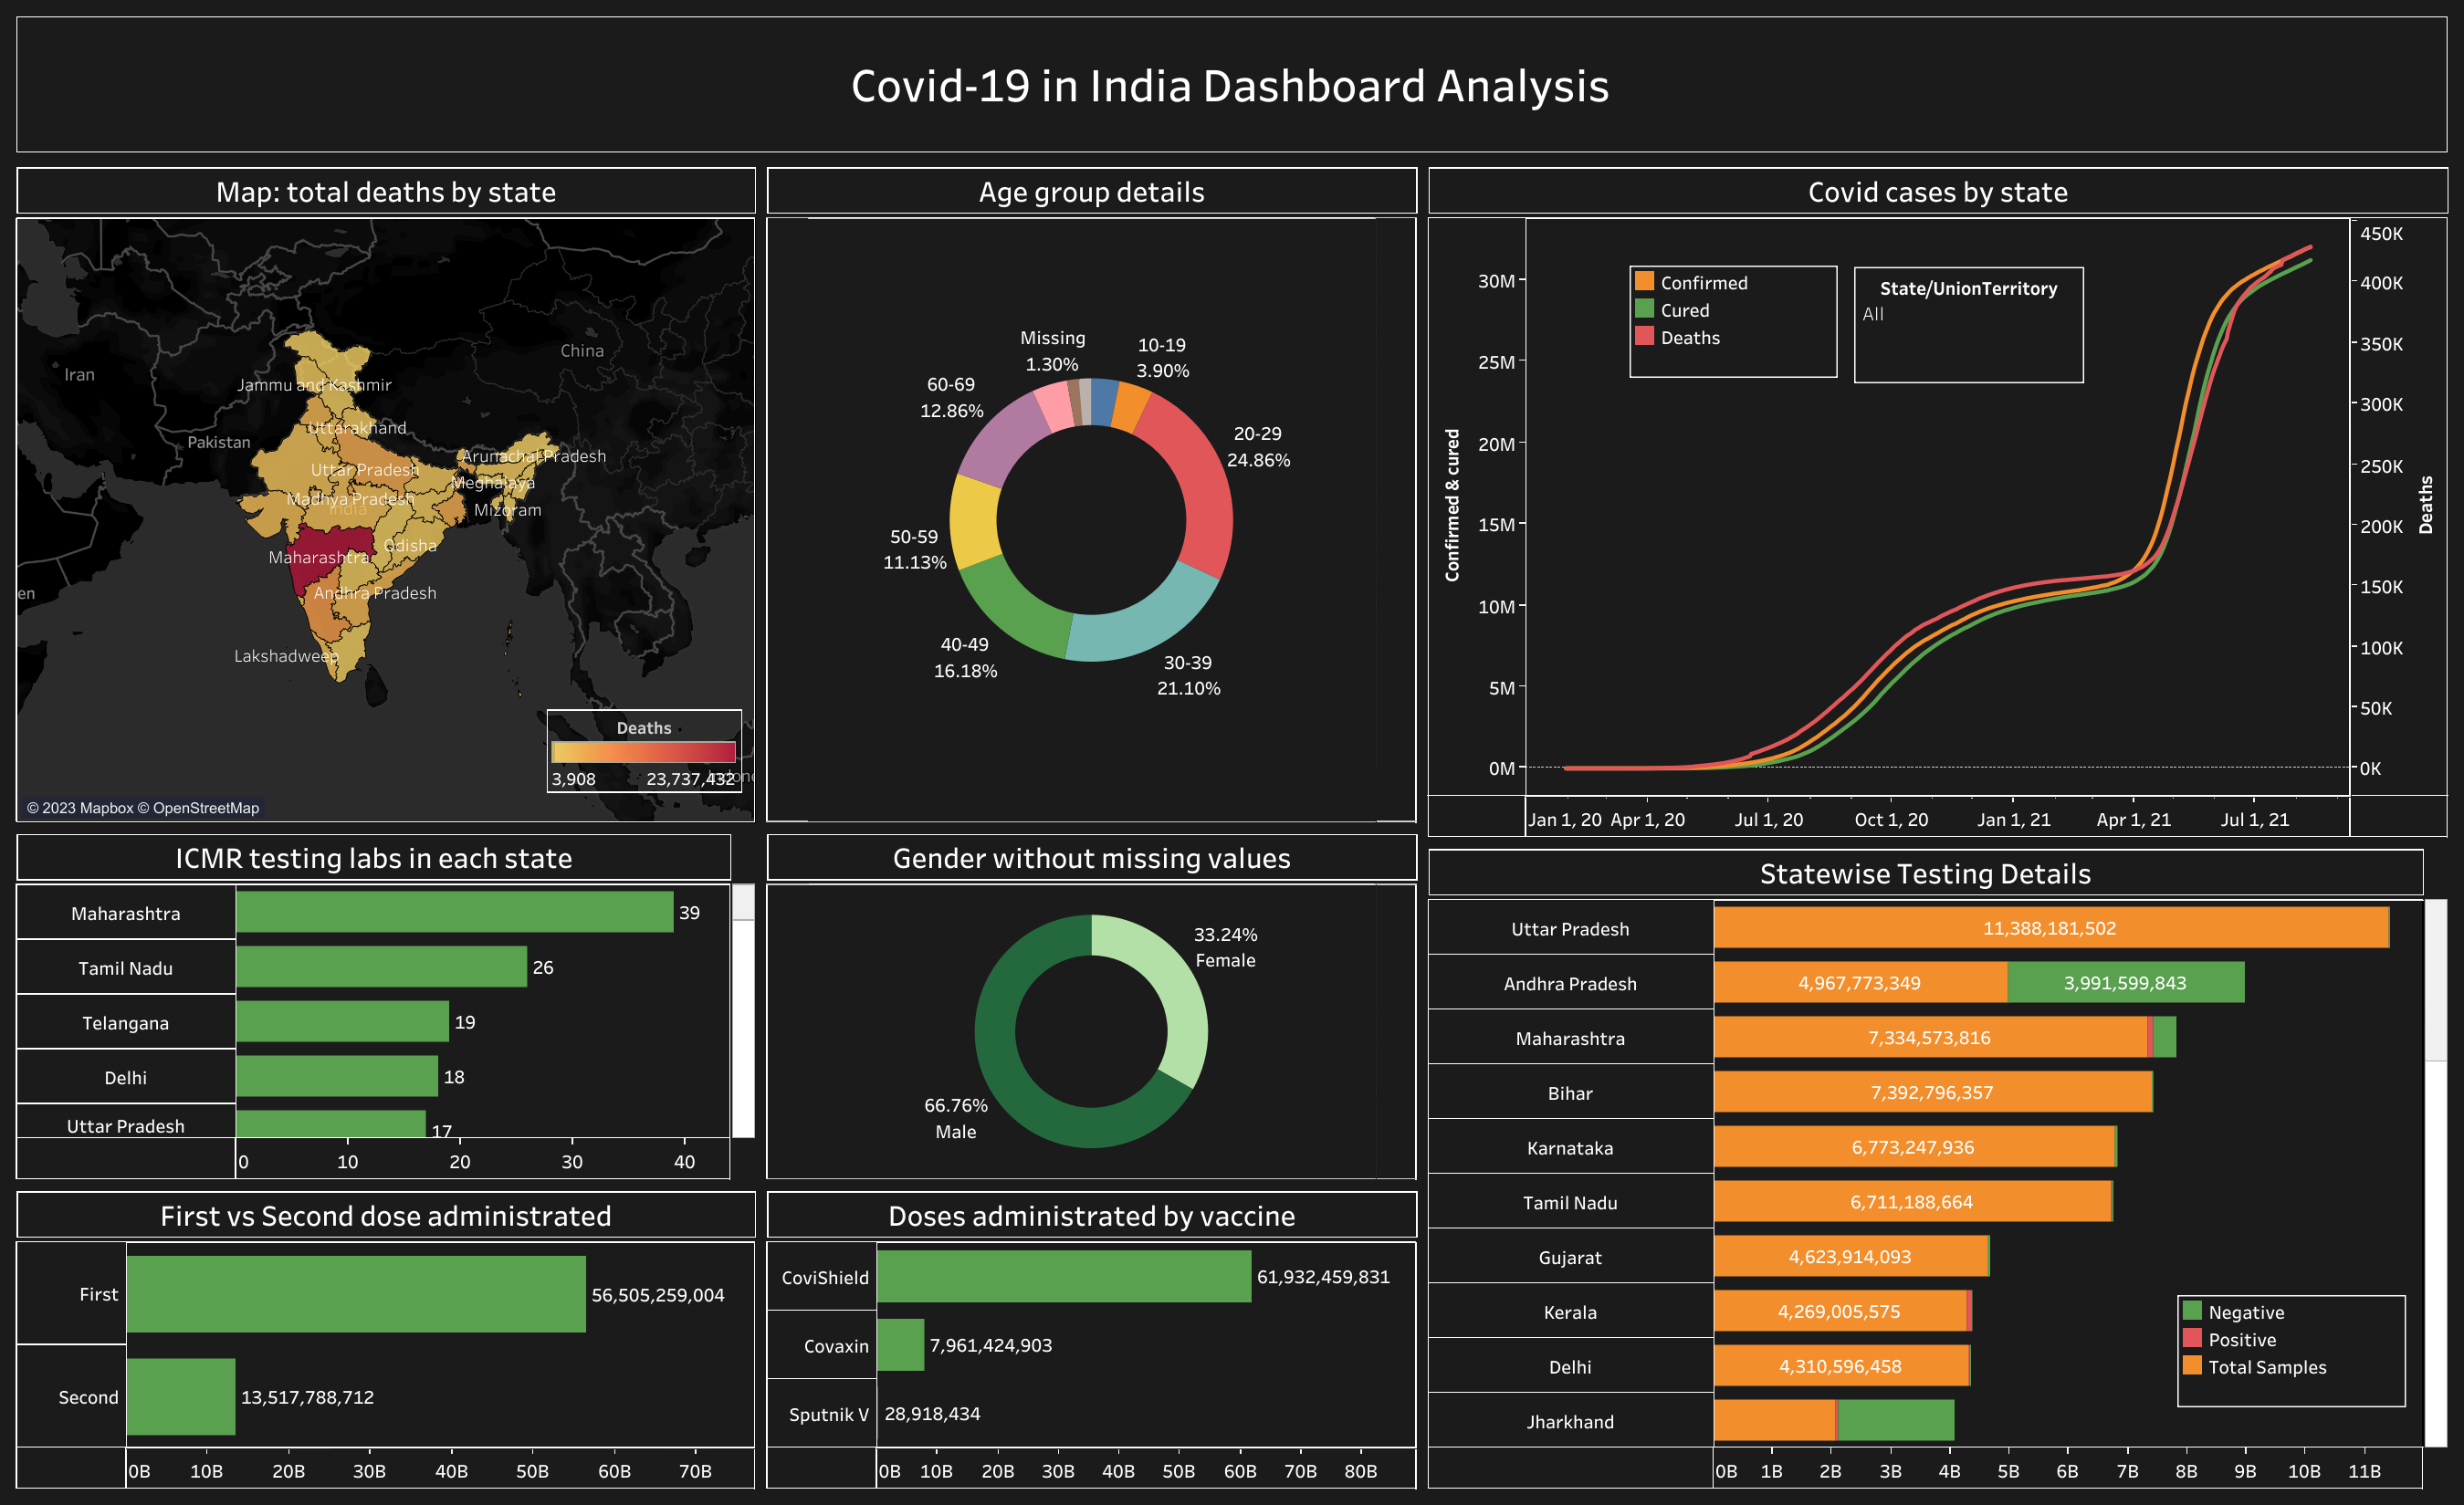 Covid-19 in India Dashboard Analysis
Map: total deaths by state
Iran
China
Jammu and Kashmir
Pakistan
Uttarakhand
Arunachal Pradesh
Uttar Pradesh
Meghalaya
Madhya Pradesh
India
Mizoram
Odisha
Maharashtra
en
Andhra Pradesh
Lakshadweep
Deaths
3,908
23,737,432
Indone
© 2023 Mapbox © OpenStreetMap
Age group details
Missing
1.30%
10-19
3.90%
60-69
12.86%
20-29
24.86%
50-59
11.13%
40-49
16.18%
30-39
21.10%
Covid cases by state
Confirmed & cured
30M
25M
20M
15M
10M
5M
0M
Confirmed
Cured
Deaths
State/UnionTerritory
All
450K
400K
350K
300K
250K
200K
150K
100K
50K
0K
Deaths
Jan 1, 20 Apr 1, 20 Jul 1, 20 Oct 1, 20 Jan 1, 21 Apr 1, 21 Jul 1, 21
ICMR testing labs in each state
Maharashtra 39
Tamil Nadu 26
Telangana 19
Delhi 18
Uttar Pradesh 17
0 10 20 30 40
Gender without missing values
33.24%
Female
66.76%
Male
Statewise Testing Details
Uttar Pradesh 11,388,181,502
Andhra Pradesh 4,967,773,349 3,991,599,843
Maharashtra 7,334,573,816
Bihar 7,392,796,357
Karnataka 6,773,247,936
Tamil Nadu 6,711,188,664
Gujarat 4,623,914,093
Kerala 4,269,005,575
Delhi 4,310,596,458
Jharkhand
Negative
Positive
Total Samples
0B 1B 2B 3B 4B 5B 6B 7B 8B 9B 10B 11B
First vs Second dose administrated
First 56,505,259,004
Second 13,517,788,712
0B 10B 20B 30B 40B 50B 60B 70B
Doses administrated by vaccine
CoviShield 61,932,459,831
Covaxin 7,961,424,903
Sputnik V 28,918,434
0B 10B 20B 30B 40B 50B 60B 70B 80B